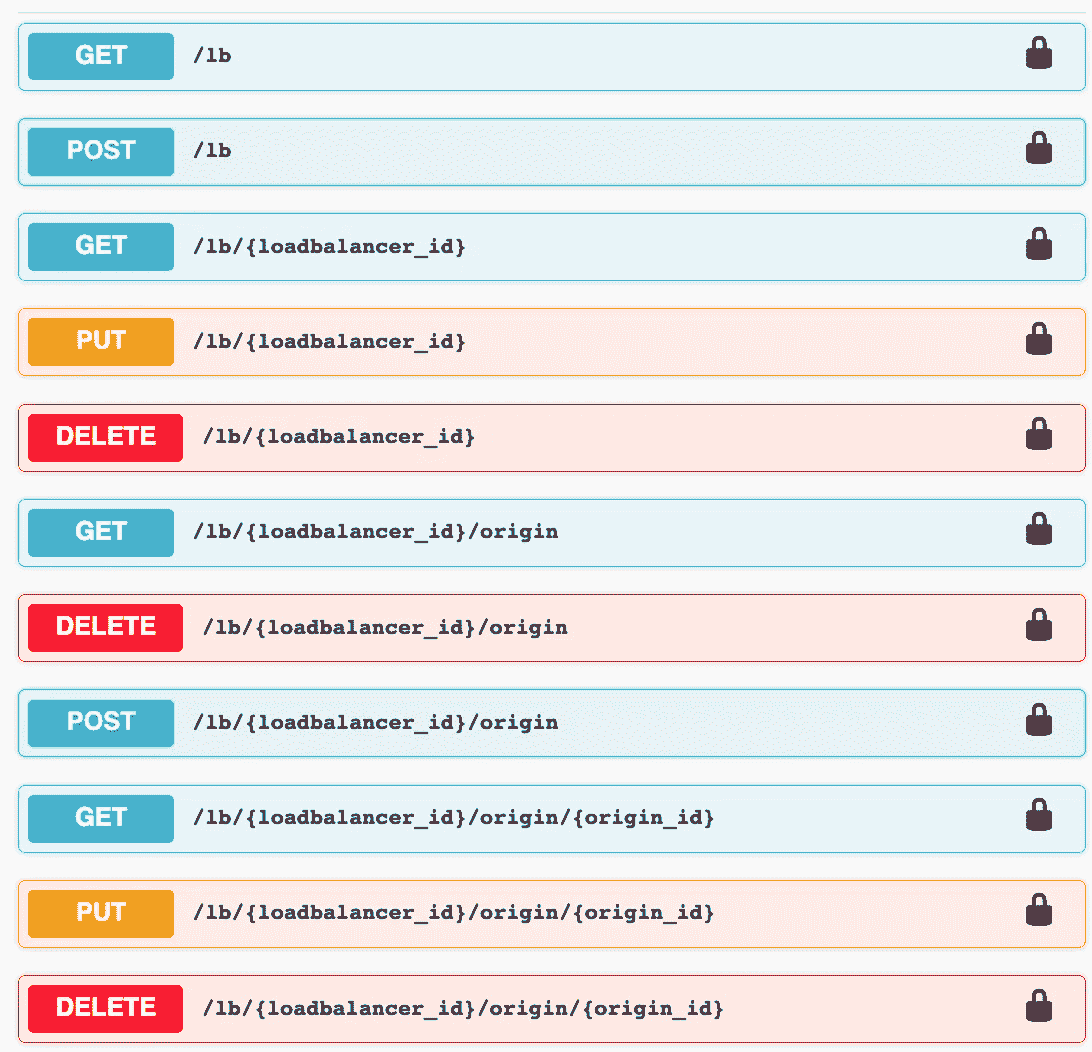 GET /lb
POST /lb
GET /lb/{loadbalancer_id}
PUT /lb/{loadbalancer_id}
DELETE /lb/{loadbalancer_id}
GET /lb/{loadbalancer_id}/origin
DELETE /lb/{loadbalancer_id}/origin
POST /lb/{loadbalancer_id}/origin
GET /lb/{loadbalancer_id}/origin/{origin_id}
PUT /lb/{loadbalancer_id}/origin/{origin_id}
DELETE /lb/{loadbalancer_id}/origin/{origin_id}